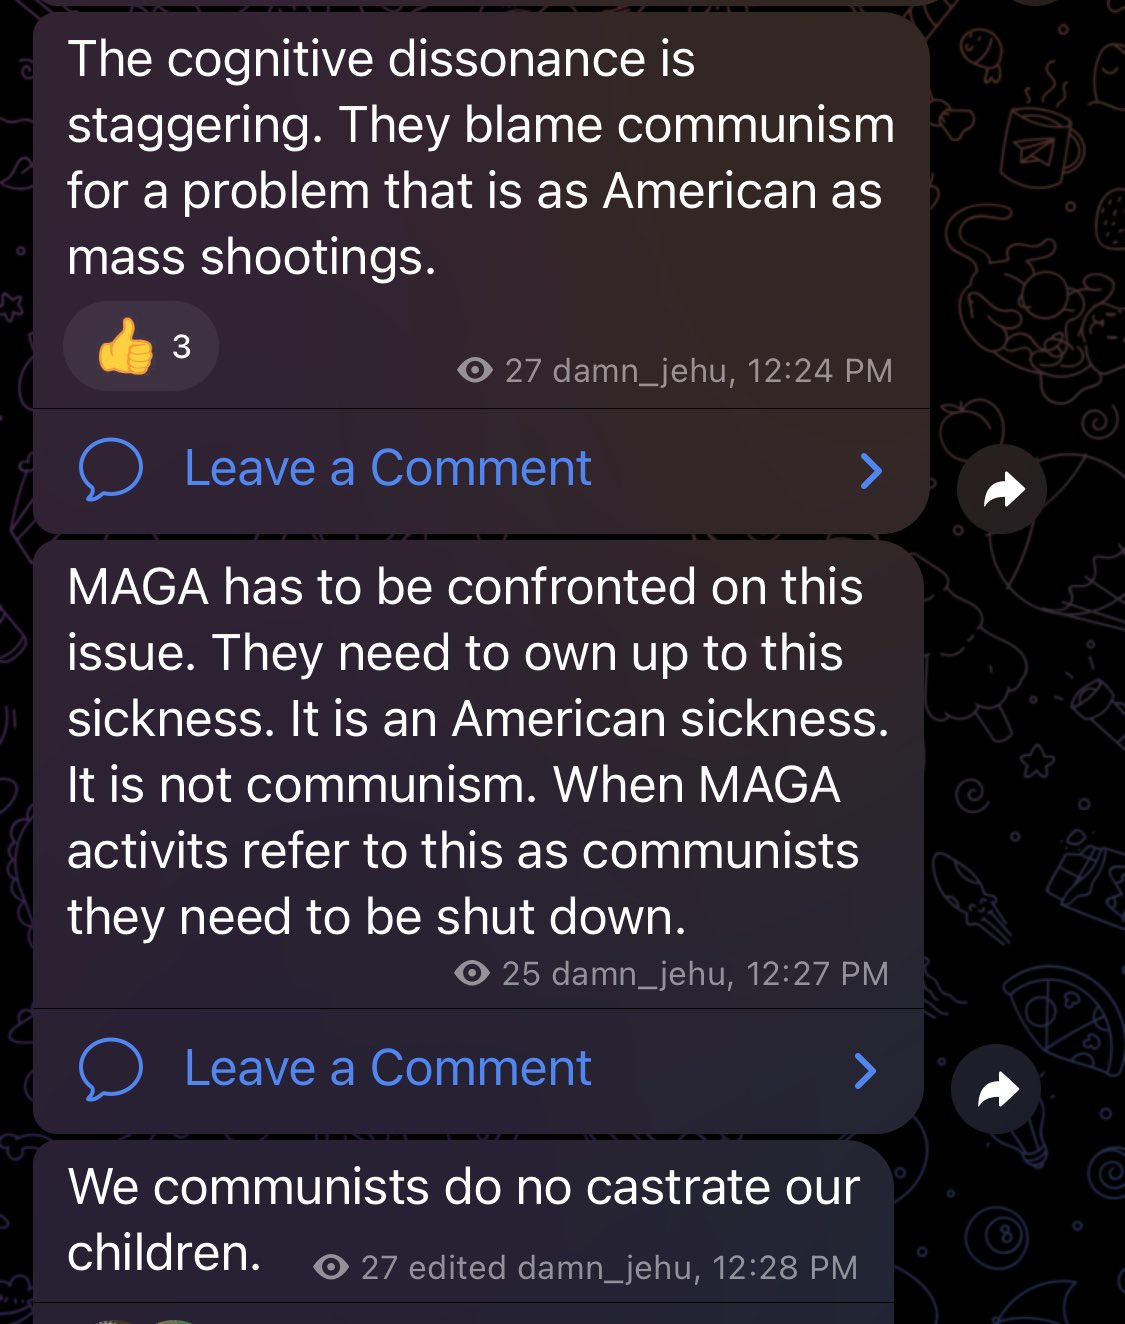 The cognitive dissonance is
staggering. They blame communism
for a problem that is as American as
mass shootings.
👍 3
27 damn_jehu, 12:24 PM
Leave a Comment
MAGA has to be confronted on this
issue. They need to own up to this
sickness. It is an American sickness.
It is not communism. When MAGA
activits refer to this as communists
they need to be shut down.
25 damn_jehu, 12:27 PM
Leave a Comment
We communists do no castrate our
children.
27 edited damn_jehu, 12:28 PM